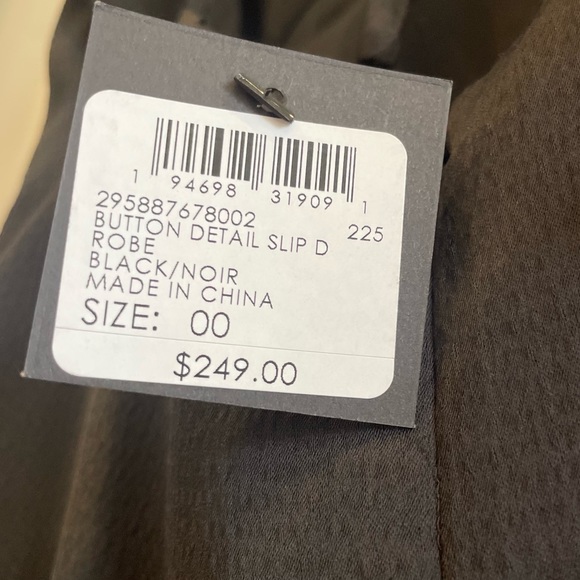 1 94698 31909 1
295887678002 225
BUTTON DETAIL SLIP D
ROBE
BLACK/NOIR
MADE IN CHINA
SIZE: 00
$249.00